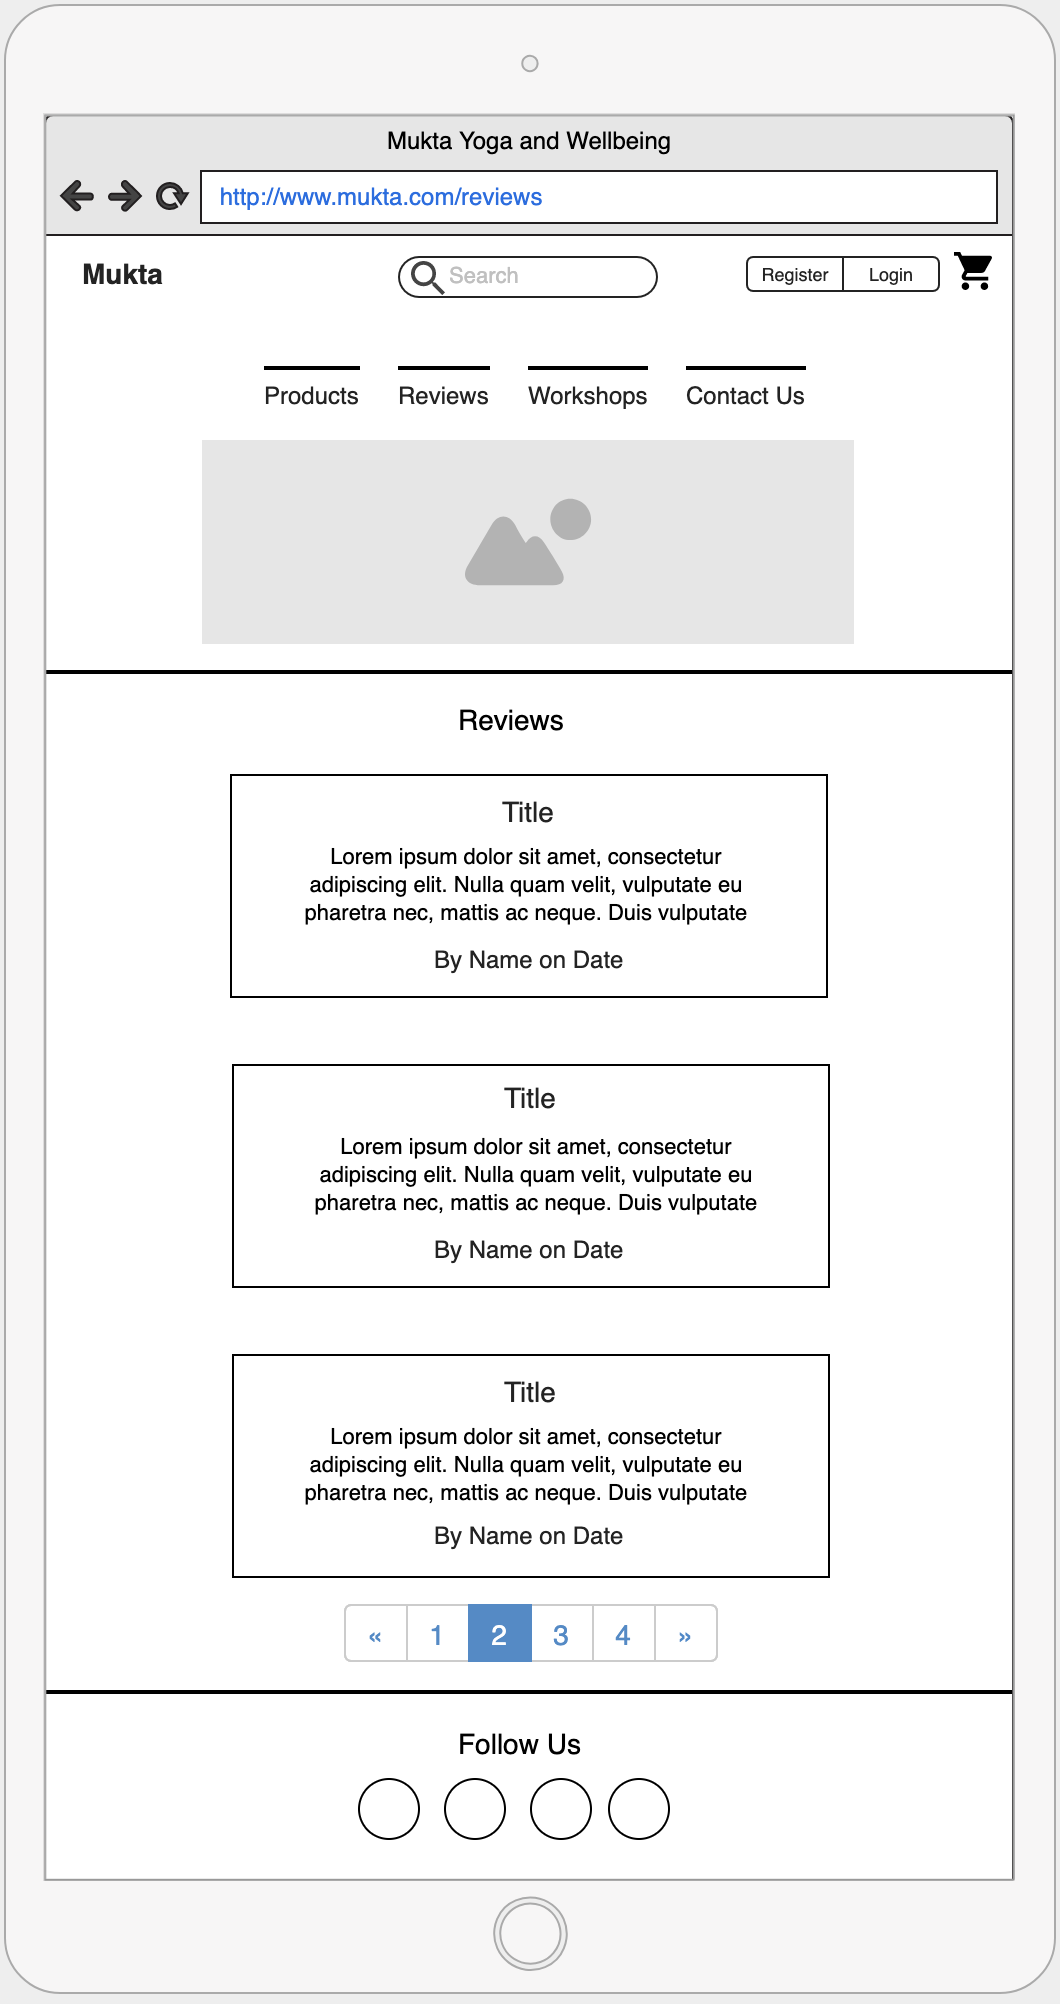 Mukta Yoga and Wellbeing
http://www.mukta.com/reviews
Mukta
Search
Register
Login
Products
Reviews
Workshops
Contact Us
Reviews
Title
Lorem ipsum dolor sit amet, consectetur
adipiscing elit. Nulla quam velit, vulputate eu
pharetra nec, mattis ac neque. Duis vulputate
By Name on Date
Title
Lorem ipsum dolor sit amet, consectetur
adipiscing elit. Nulla quam velit, vulputate eu
pharetra nec, mattis ac neque. Duis vulputate
By Name on Date
Title
Lorem ipsum dolor sit amet, consectetur
adipiscing elit. Nulla quam velit, vulputate eu
pharetra nec, mattis ac neque. Duis vulputate
By Name on Date
« 1 2 3 4 »
Follow Us